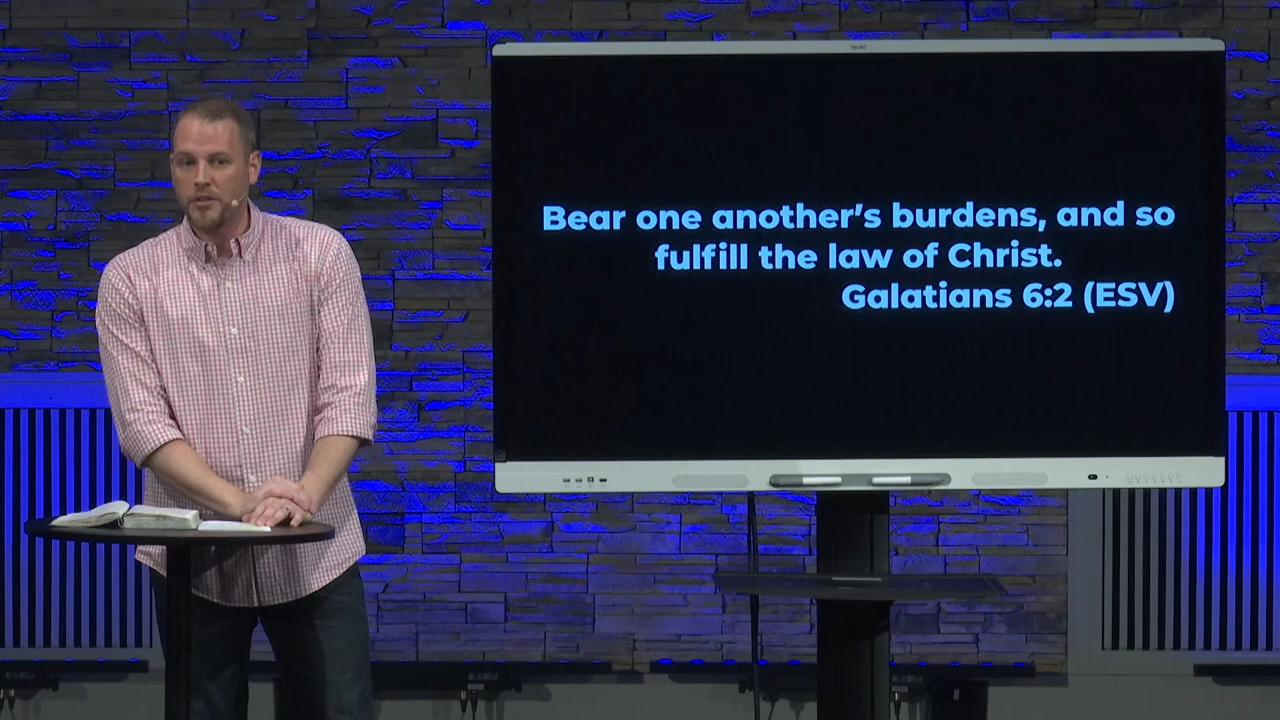 Bear one another's burdens, and so
fulfill the law of Christ.
Galatians 6:2 (ESV)